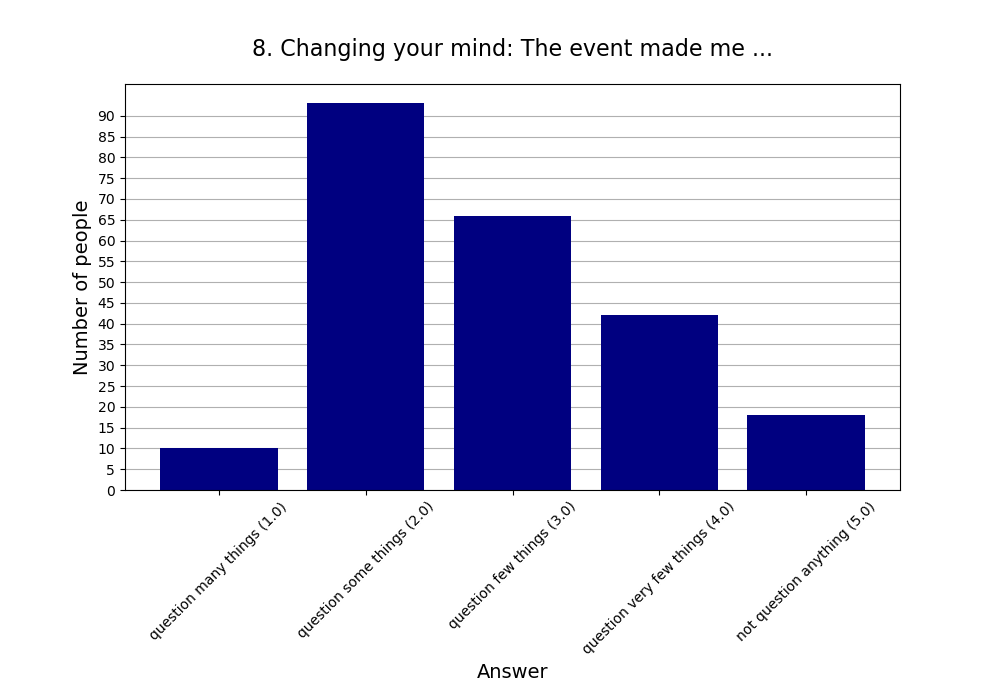 8. Changing your mind: The event made me ...
Number of people
90
85
80
75
70
65
60
55
50
45
40
35
30
25
20
15
10
5
0
question many things (1.0)
question some things (2.0)
question few things (3.0)
question very few things (4.0)
not question anything (5.0)
Answer